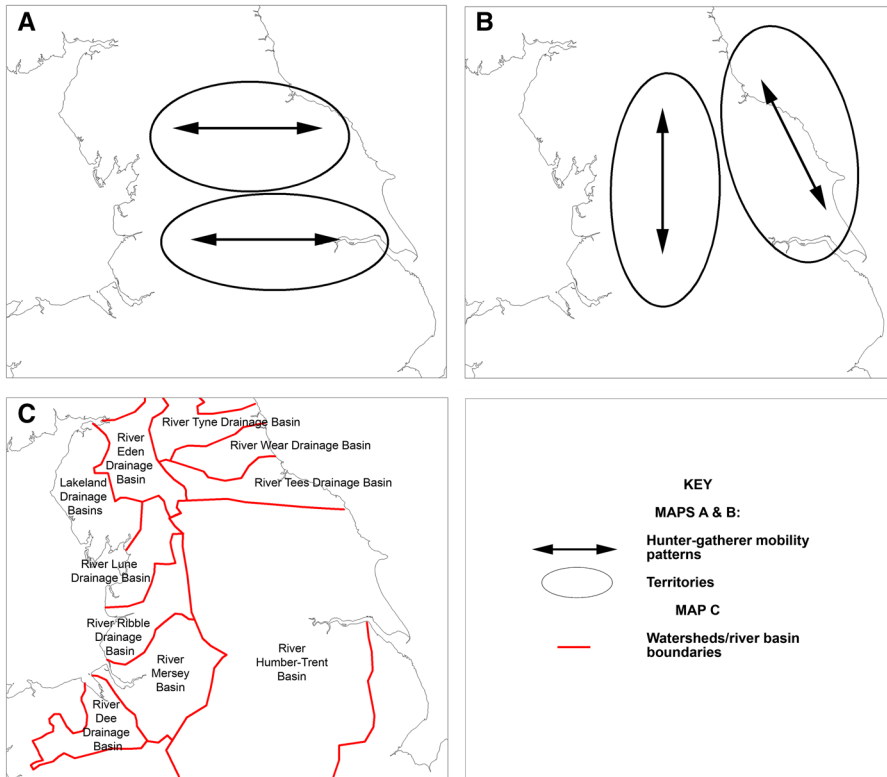 A
B
C
River Tyne Drainage Basin
River
Eden
Drainage
Basin
River Wear Drainage Basin
River Tees Drainage Basin
Lakeland
Drainage
Basins
River Lune
Drainage Basin
River Ribble
Drainage
Basin
River
Mersey
Basin
River
Humber-Trent
Basin
River
Dee
Drainage
Basin
KEY
MAPS A & B:
Hunter-gatherer mobility
patterns
Territories
MAP C
Watersheds/river basin
boundaries